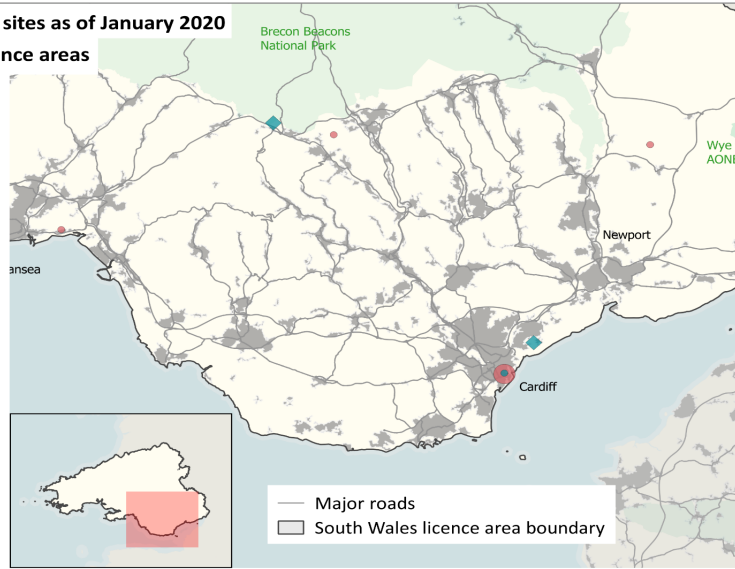 sites as of January 2020
nce areas
Brecon Beacons
National Park
Wye
AONB
Newport
ansea
Cardiff
Major roads
South Wales licence area boundary